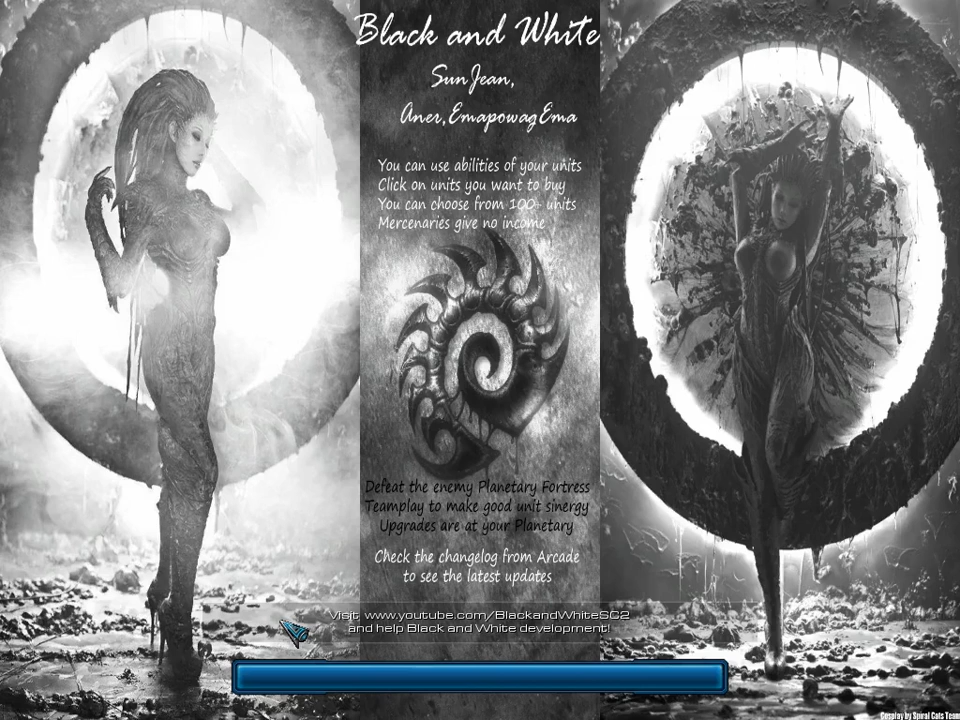 Black and White
SunJean,
Aner,EmapowagEma
You can use abilities of your units
Click on units you want to buy
You can choose from 100+ units
Mercenaries give no income
Defeat the enemy Planetary Fortress
Teamplay to make good unit sinergy
Upgrades are at your Planetary
Check the changelog from Arcade
to see the latest updates
Visit www.youtube.com/BlackandWhiteSC2
and help Black and White development!
Cosplay by Spiral Cats Team